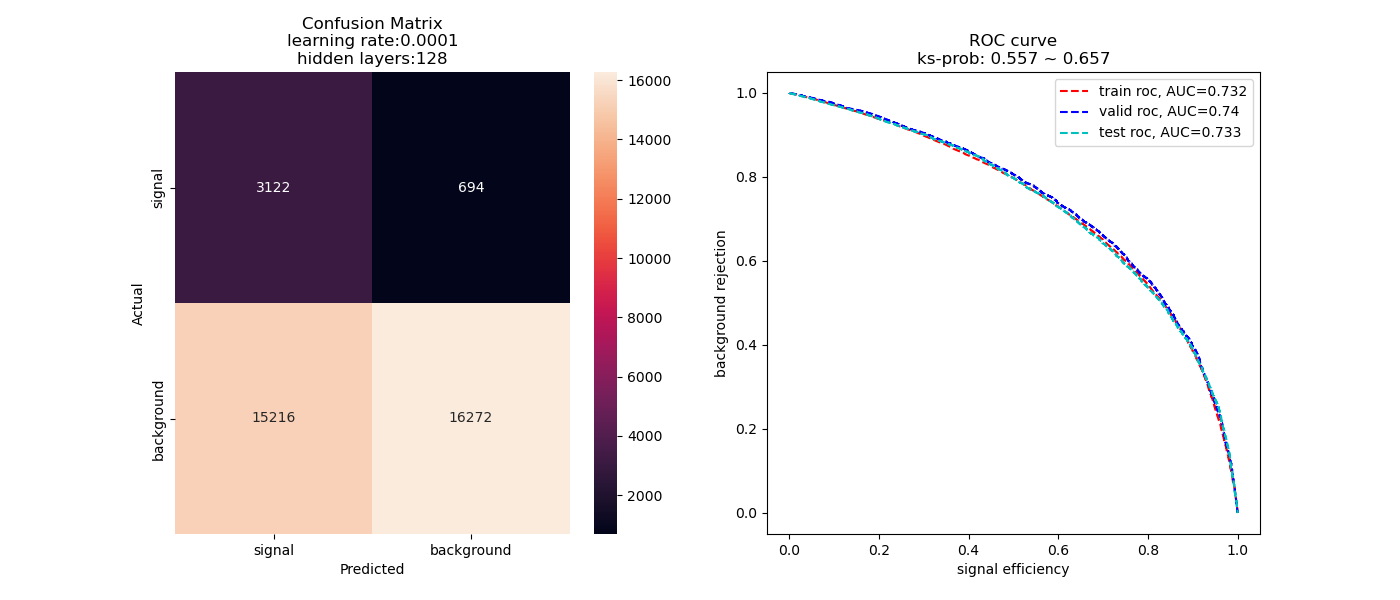 Confusion Matrix
learning rate:0.0001
hidden layers:128
signal
background
Actual
3122
694
15216
16272
signal
background
Predicted
16000
14000
12000
10000
8000
6000
4000
2000
ROC curve
ks-prob: 0.557 ~ 0.657
train roc, AUC=0.732
valid roc, AUC=0.74
test roc, AUC=0.733
background rejection
1.0
0.8
0.6
0.4
0.2
0.0
0.0
0.2
0.4
0.6
0.8
1.0
signal efficiency